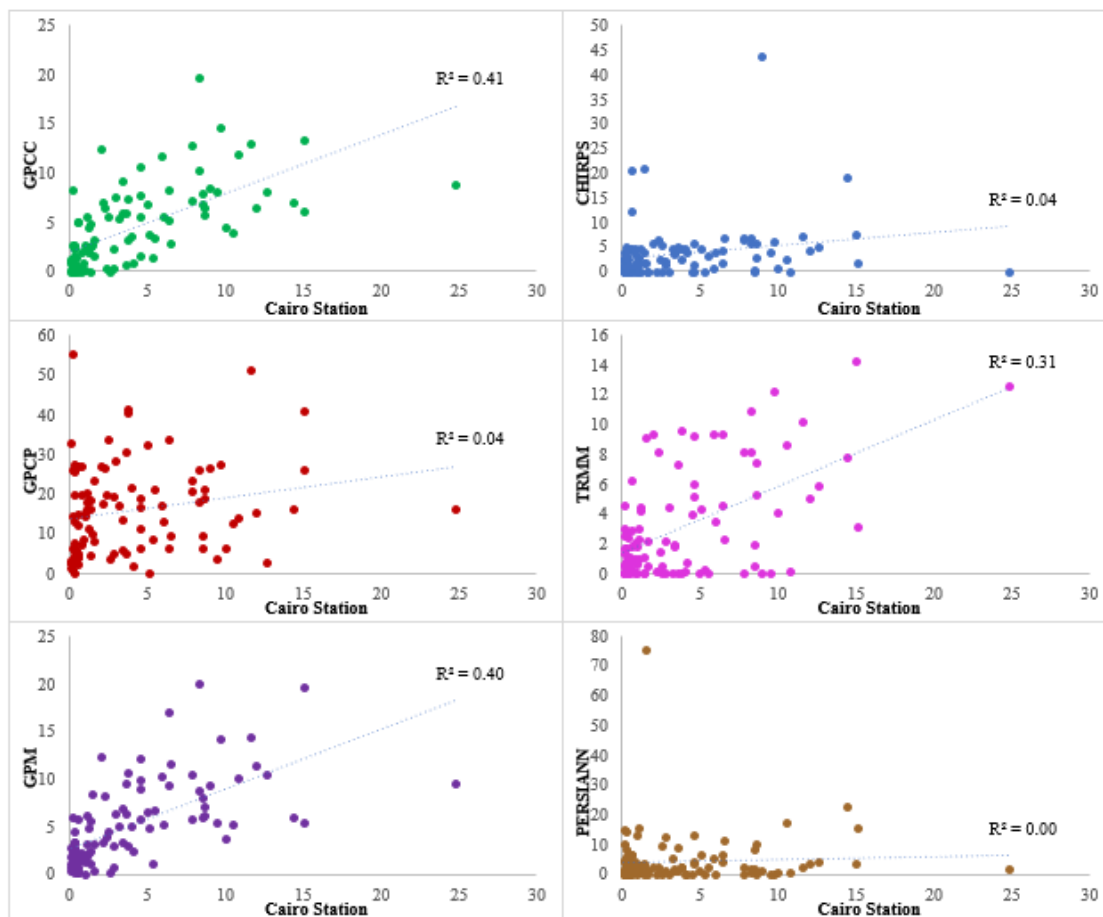 25
20
15
10
5
0
GPCC
R² = 0.41
0 5 10 15 20 25 30
Cairo Station
50
45
40
35
30
25
20
15
10
5
0
CHIRPS
R² = 0.04
0 5 10 15 20 25 30
Cairo Station
60
50
40
30
20
10
0
GPCP
R² = 0.04
0 5 10 15 20 25 30
Cairo Station
16
14
12
10
8
6
4
2
0
TRMM
R² = 0.31
0 5 10 15 20 25 30
Cairo Station
25
20
15
10
5
0
GPM
R² = 0.40
0 5 10 15 20 25 30
Cairo Station
80
70
60
50
40
30
20
10
0
PERSIANN
R² = 0.00
0 5 10 15 20 25 30
Cairo Station